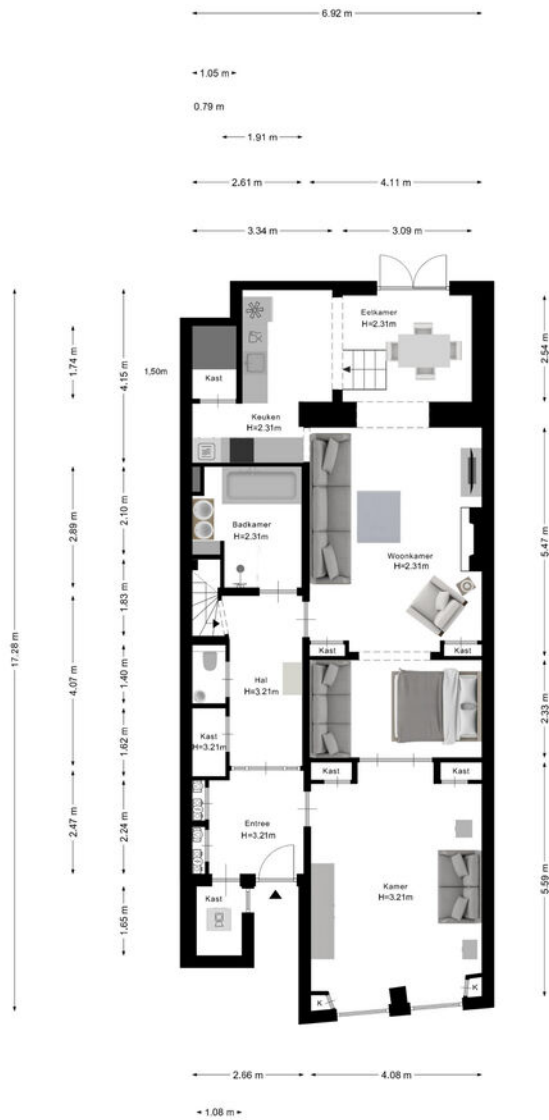 6.92 m
1.05 m
0.79 m
1.91 m
2.61 m
4.11 m
3.34 m
3.09 m
Eetkamer
H=2.31m
2.54 m
1.74 m
1,50m
4.15 m
Kast
Keuken
H=2.31m
17.28 m
2.89 m
2.10 m
Badkamer
H=2.31m
Woonkamer
H=2.31m
5.47 m
1.83 m
4.07 m
Kast
Kast
1.40 m
Hal
H=3.21m
2.33 m
1.62 m
Kast
H=3.21m
Kast
Kast
2.47 m
2.24 m
Entree
H=3.21m
5.59 m
Kamer
H=3.21m
1.65 m
Kast
K
K
2.66 m
4.08 m
1.08 m